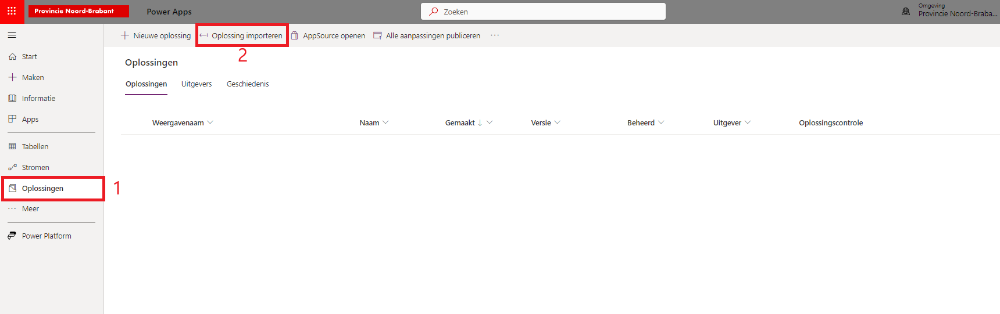 Provincie Noord-Brabant
Power Apps
Zoeken
Omgeving
Provincie Noord-Braba...
Nieuwe oplossing
Oplossing importeren
AppSource openen
Alle aanpassingen publiceren
...
2
Start
Maken
Informatie
Apps
Tabellen
Stromen
Oplossingen
1
Meer
Power Platform
Oplossingen
Oplossingen Uitgevers Geschiedenis
Weergavenaam Naam Gemaakt ↓ Versie Beheerd Uitgever Oplossingscontrole